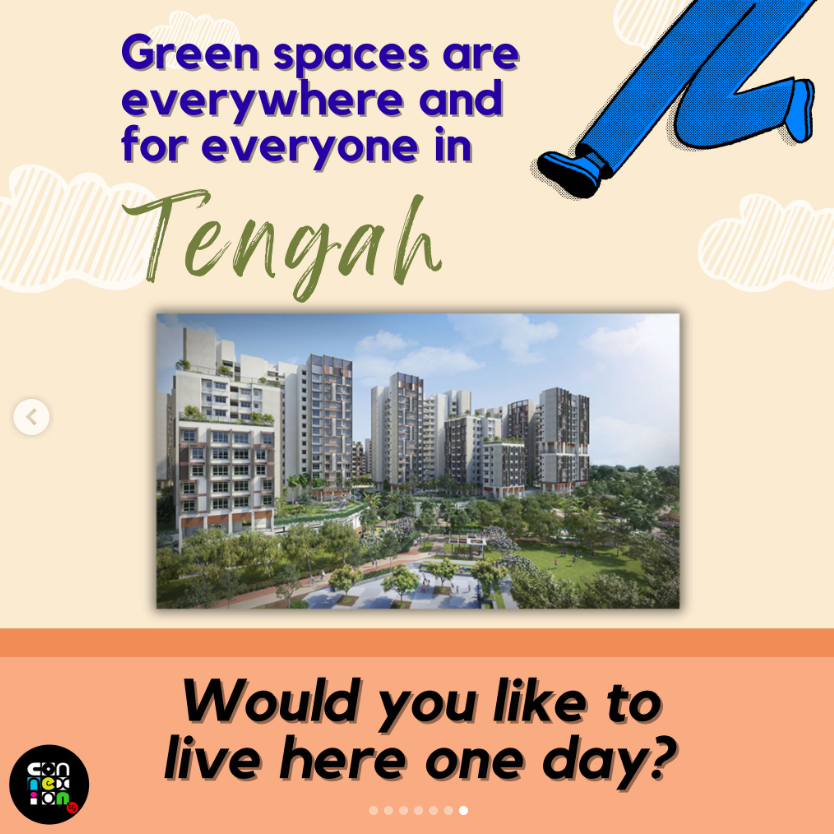 Green spaces are
everywhere and
for everyone in
Tengah
Would you like to
live here one day?
con
nex
ion